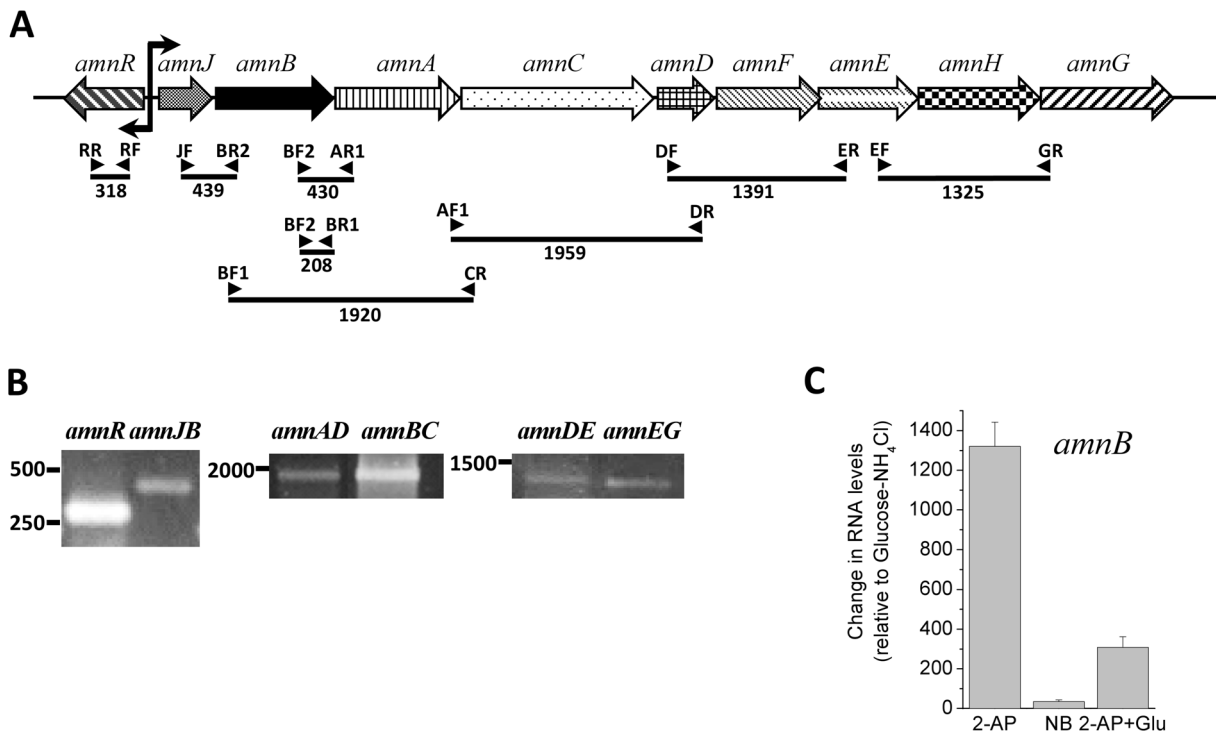 A
amnR amnJ amnB amnA amnC amnD amnF amnE amnH amnG
RR RF JF BR2 BF2 AR1 DF ER EF GR
318 439 430 1391 1325
AF1 DR
BF2 BR1
208 1959
BF1 CR
1920
B
amnR amnJB amnAD amnBC amnDE amnEG
500 2000 1500
250
C
amnB
Change in RNA levels
(relative to Glucose-NH4Cl)
1400
1200
1000
800
600
400
200
0
2-AP NB 2-AP+Glu